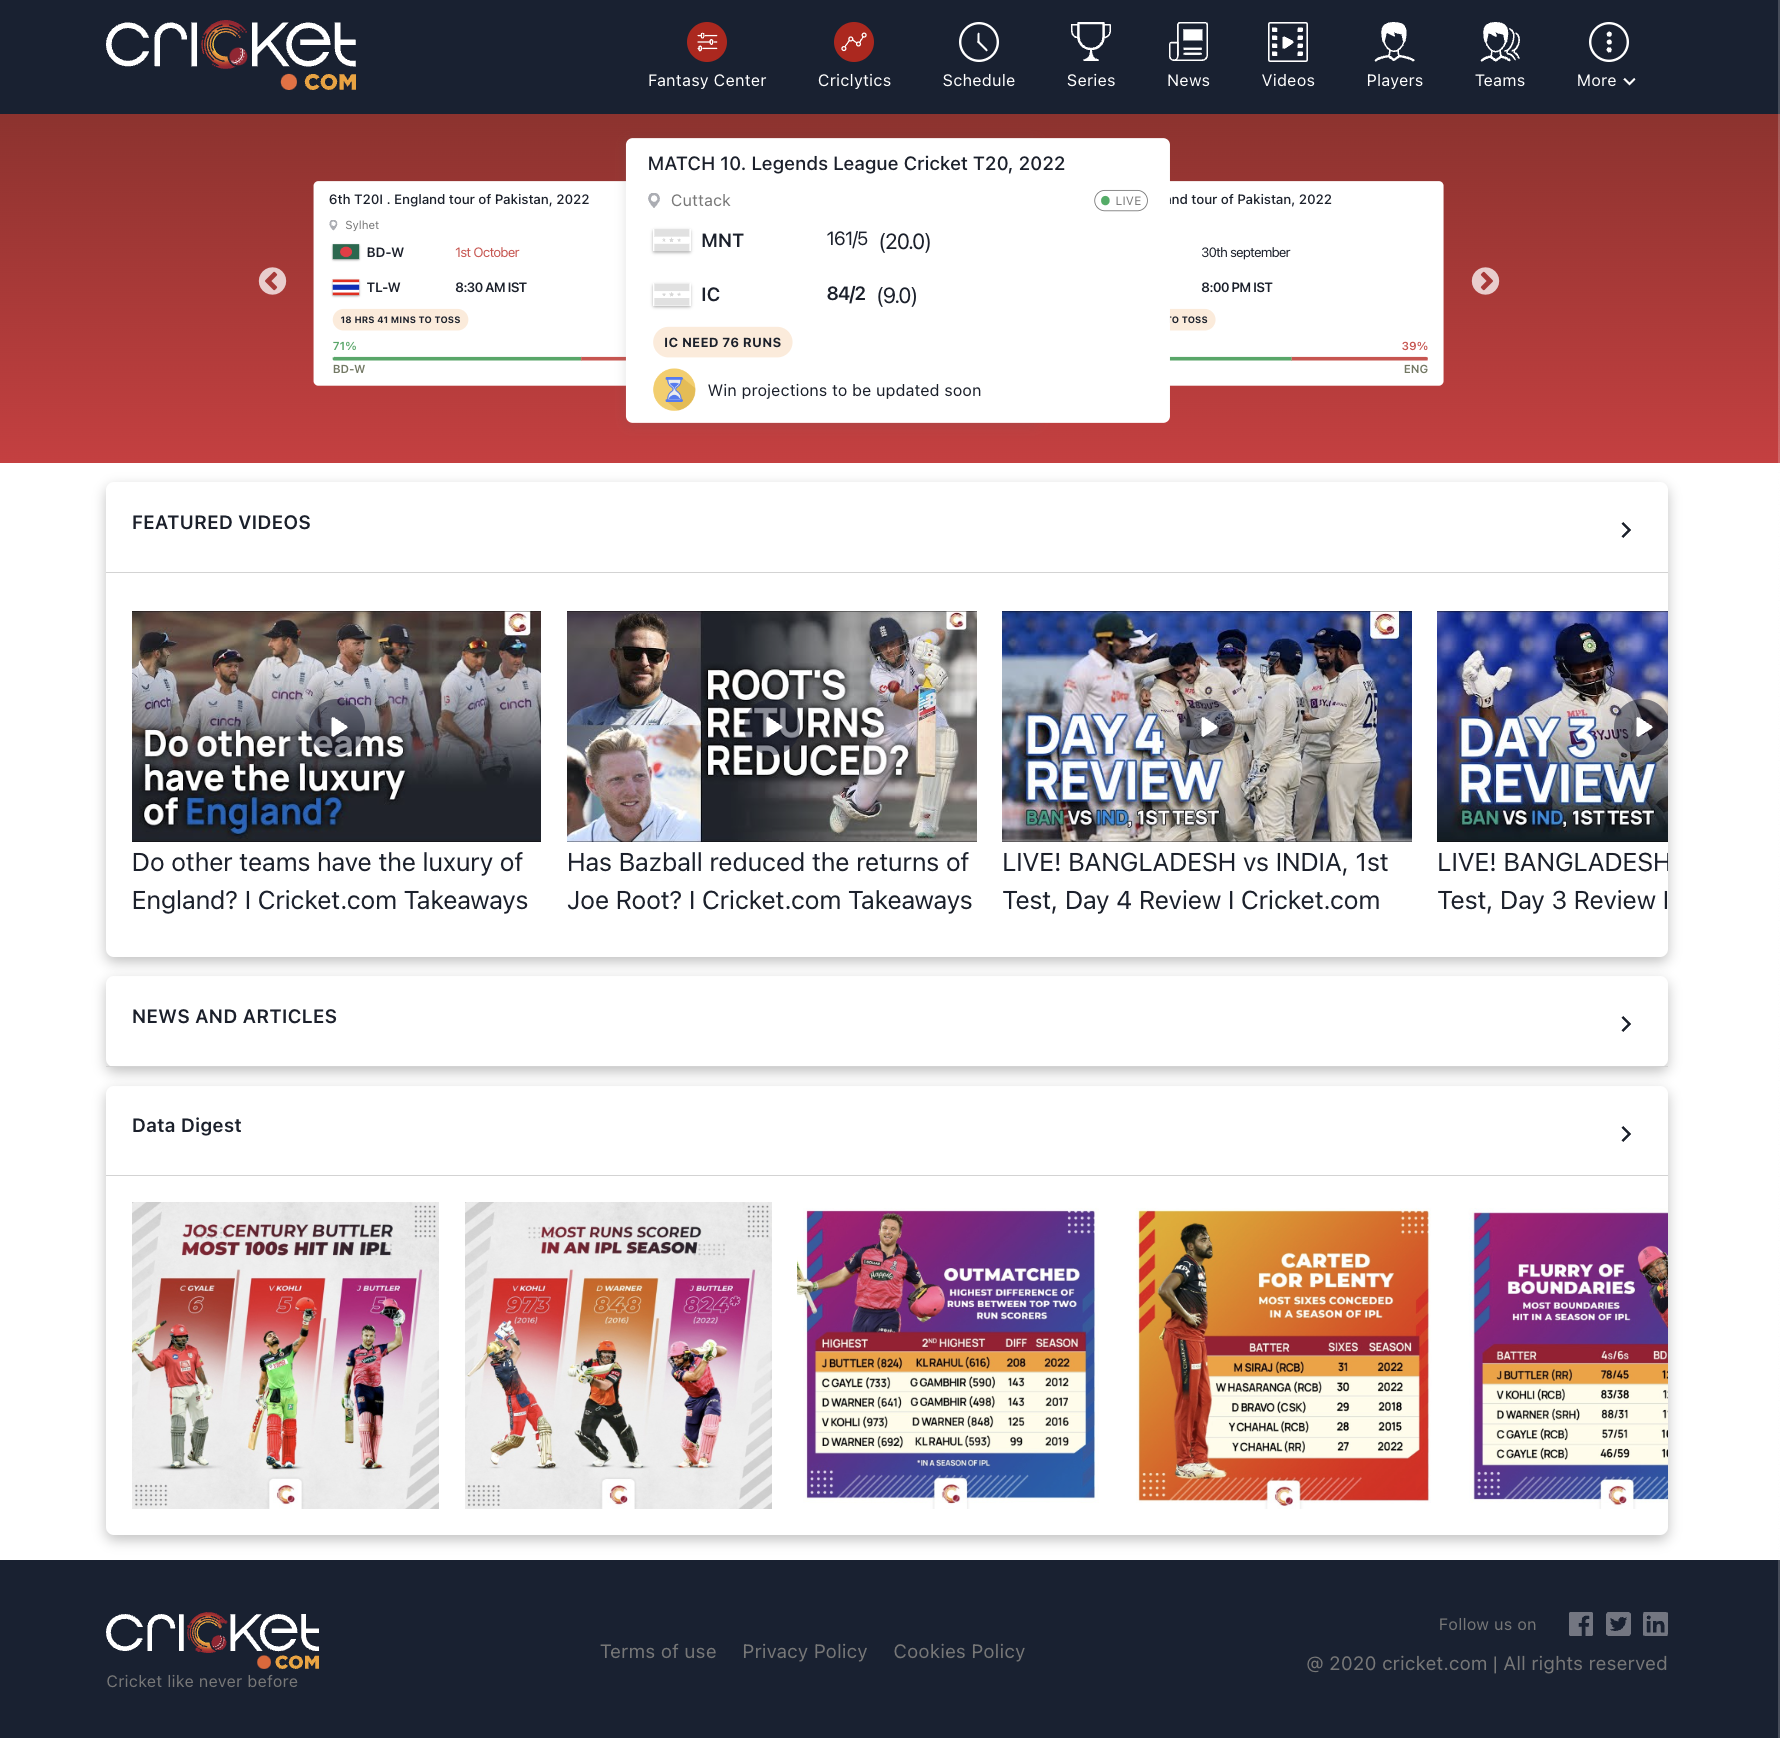 cricket
.COM
Fantasy Center
Criclytics
Schedule
Series
News
Videos
Players
Teams
More
6th T20I . England tour of Pakistan, 2022
Sylhet
BD-W 1st October
TL-W 8:30 AM IST
18 HRS 41 MINS TO TOSS
71%
BD-W
MATCH 10. Legends League Cricket T20, 2022
Cuttack
LIVE
MNT 161/5 (20.0)
IC 84/2 (9.0)
IC NEED 76 RUNS
Win projections to be updated soon
nd tour of Pakistan, 2022
30th september
8:00 PM IST
O TOSS
39%
ENG
FEATURED VIDEOS
Do other teams
have the luxury
of England?
Do other teams have the luxury of
England? I Cricket.com Takeaways
ROOT'S
RETURNS
REDUCED?
Has Bazball reduced the returns of
Joe Root? I Cricket.com Takeaways
DAY 4
REVIEW
BAN VS IND, 1ST TEST
LIVE! BANGLADESH vs INDIA, 1st
Test, Day 4 Review I Cricket.com
DAY 3
REVIEW
BAN VS IND, 1ST TEST
LIVE! BANGLADESH
Test, Day 3 Review I
NEWS AND ARTICLES
Data Digest
JOS CENTURY BUTTLER
MOST 100s HIT IN IPL
C GYALE V KOHLI J BUTTLER
6 5 5
MOST RUNS SCORED
IN AN IPL SEASON
V KOHLI D WARNER J BUTTLER
973 848 824*
(2016) (2016) (2022)
OUTMATCHED
HIGHEST DIFFERENCE OF
RUNS BETWEEN TOP TWO
RUN SCORERS
HIGHEST 2ND HIGHEST DIFF SEASON
J BUTTLER (824) KL RAHUL (616) 208 2022
C GAYLE (733) G GAMBHIR (590) 143 2012
D WARNER (641) G GAMBHIR (498) 143 2017
V KOHLI (973) D WARNER (848) 125 2016
D WARNER (692) KL RAHUL (593) 99 2019
*IN A SEASON OF IPL
CARTED
FOR PLENTY
MOST SIXES CONCEDED
IN A SEASON OF IPL
BATTER SIXES SEASON
M SIRAJ (RCB) 31 2022
W HASARANGA (RCB) 30 2022
D BRAVO (CSK) 29 2018
Y CHAHAL (RCB) 28 2015
Y CHAHAL (RR) 27 2022
FLURRY OF
BOUNDARIES
MOST BOUNDARIES
HIT IN A SEASON OF IPL
BATTER 4s/6s BD
J BUTTLER (RR) 78/45
V KOHLI (RCB) 83/38
D WARNER (SRH) 88/31
C GAYLE (RCB) 57/51
C GAYLE (RCB) 46/59
cricket
.COM
Cricket like never before
Terms of use Privacy Policy Cookies Policy
Follow us on
@ 2020 cricket.com | All rights reserved